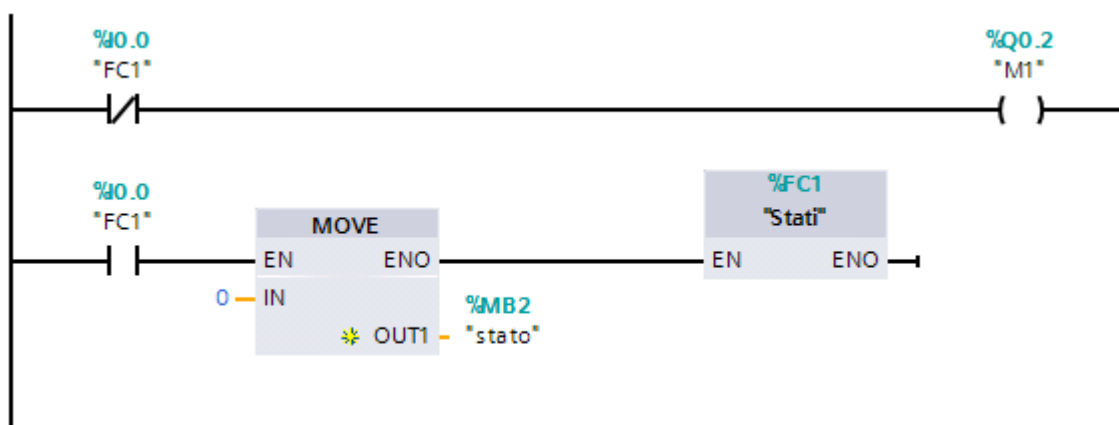 %I0.0 %Q0.2
"FC1" "M1"
%I0.0 %FC1
"FC1" "Stati"
MOVE
EN ENO EN ENO
0 IN %MB2
OUT1 "stato"